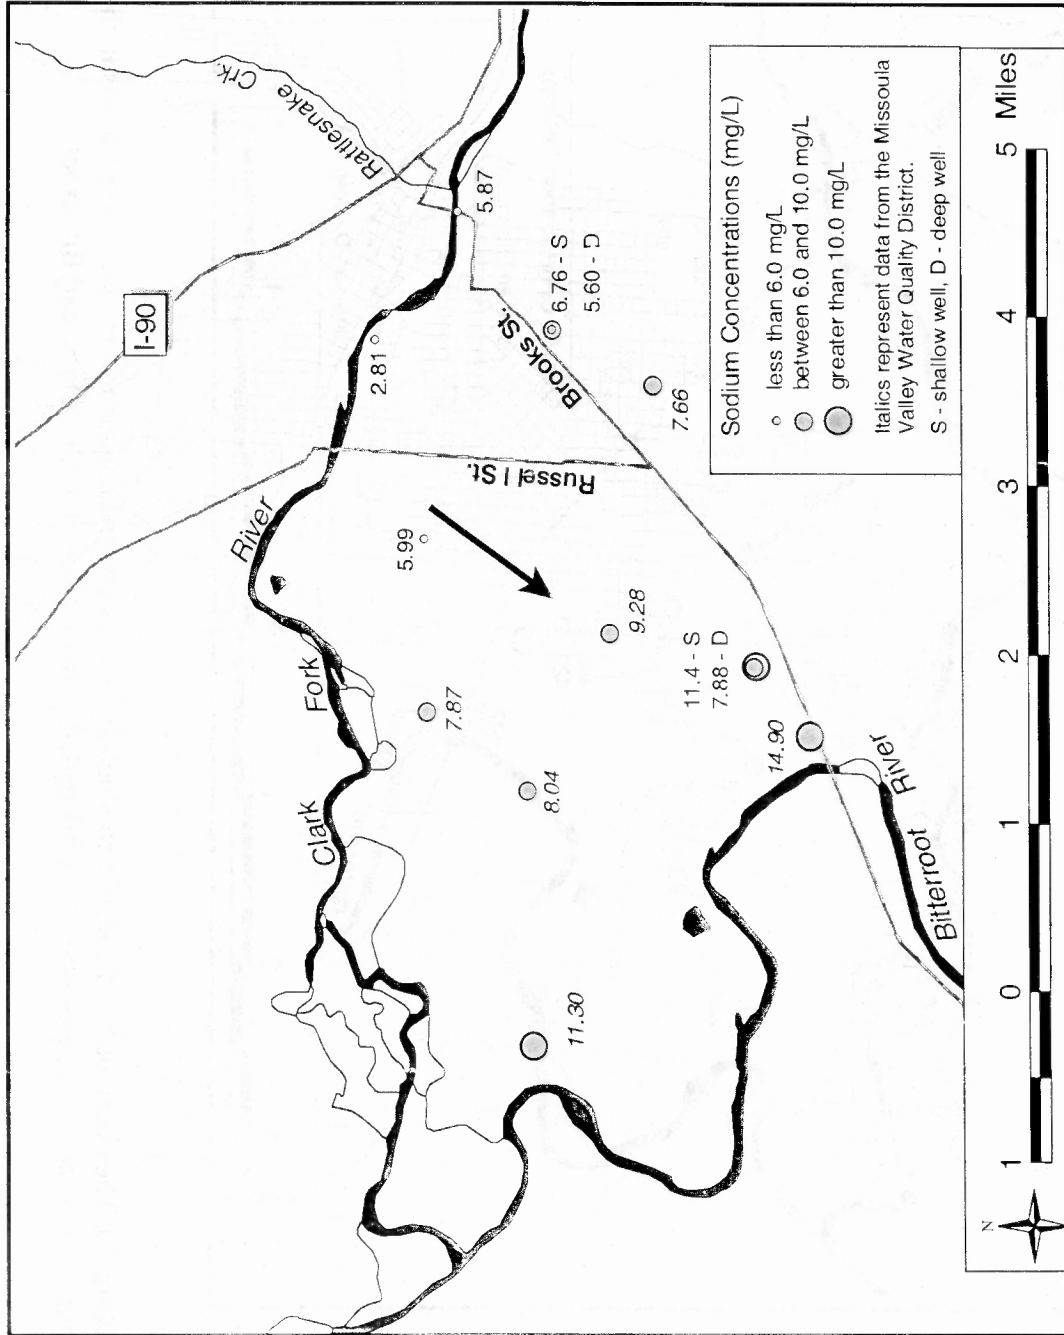 Rattlesnake Crk.
I-90
5.87
2.81
6.76 - S
5.60 - D
Brooks St.
7.66
Russell St.
River
5.99
9.28
Fork
7.87
11.4 - S
7.88 - D
14.90
8.04
Clark
River
Bitterroot
11.30
Sodium Concentrations (mg/L)
less than 6.0 mg/L
between 6.0 and 10.0 mg/L
greater than 10.0 mg/L
Italics represent data from the Missoula
Valley Water Quality District.
S - shallow well, D - deep well
N
1 0 1 2 3 4 5 Miles